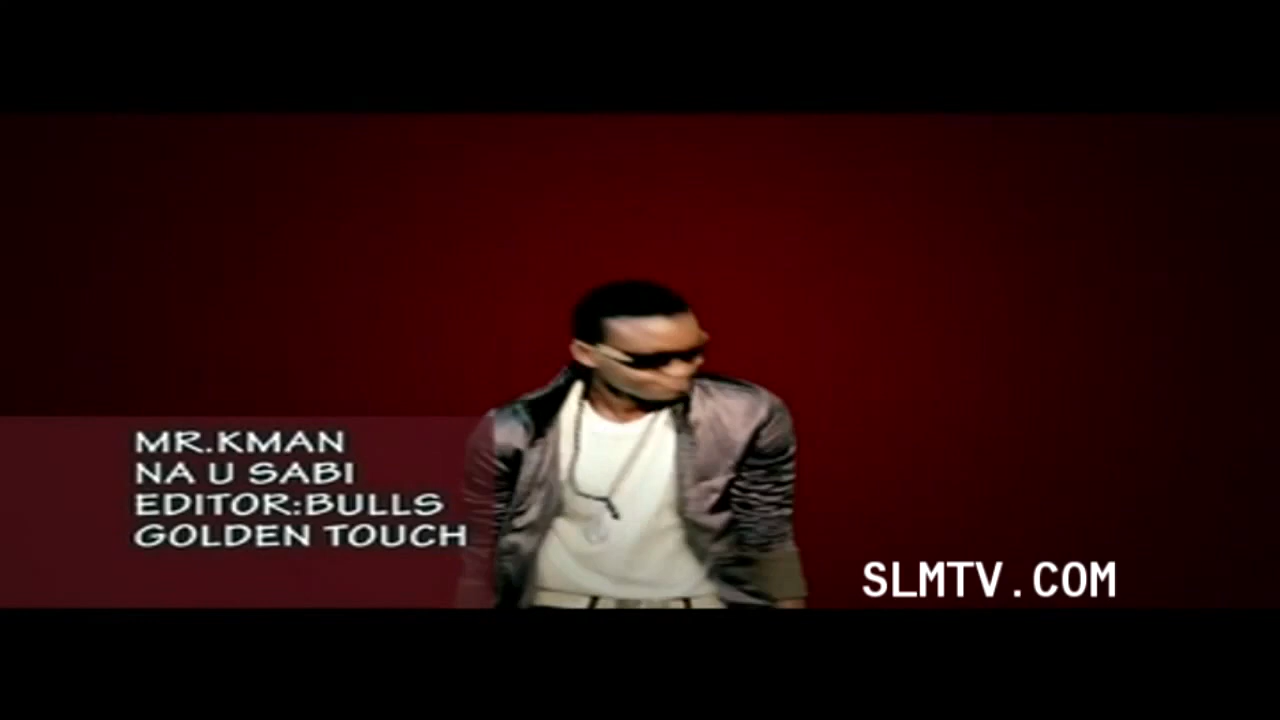 MR.KMAN
NA U SABI
EDITOR:BULLS
GOLDEN TOUCH
SLMTV.COM